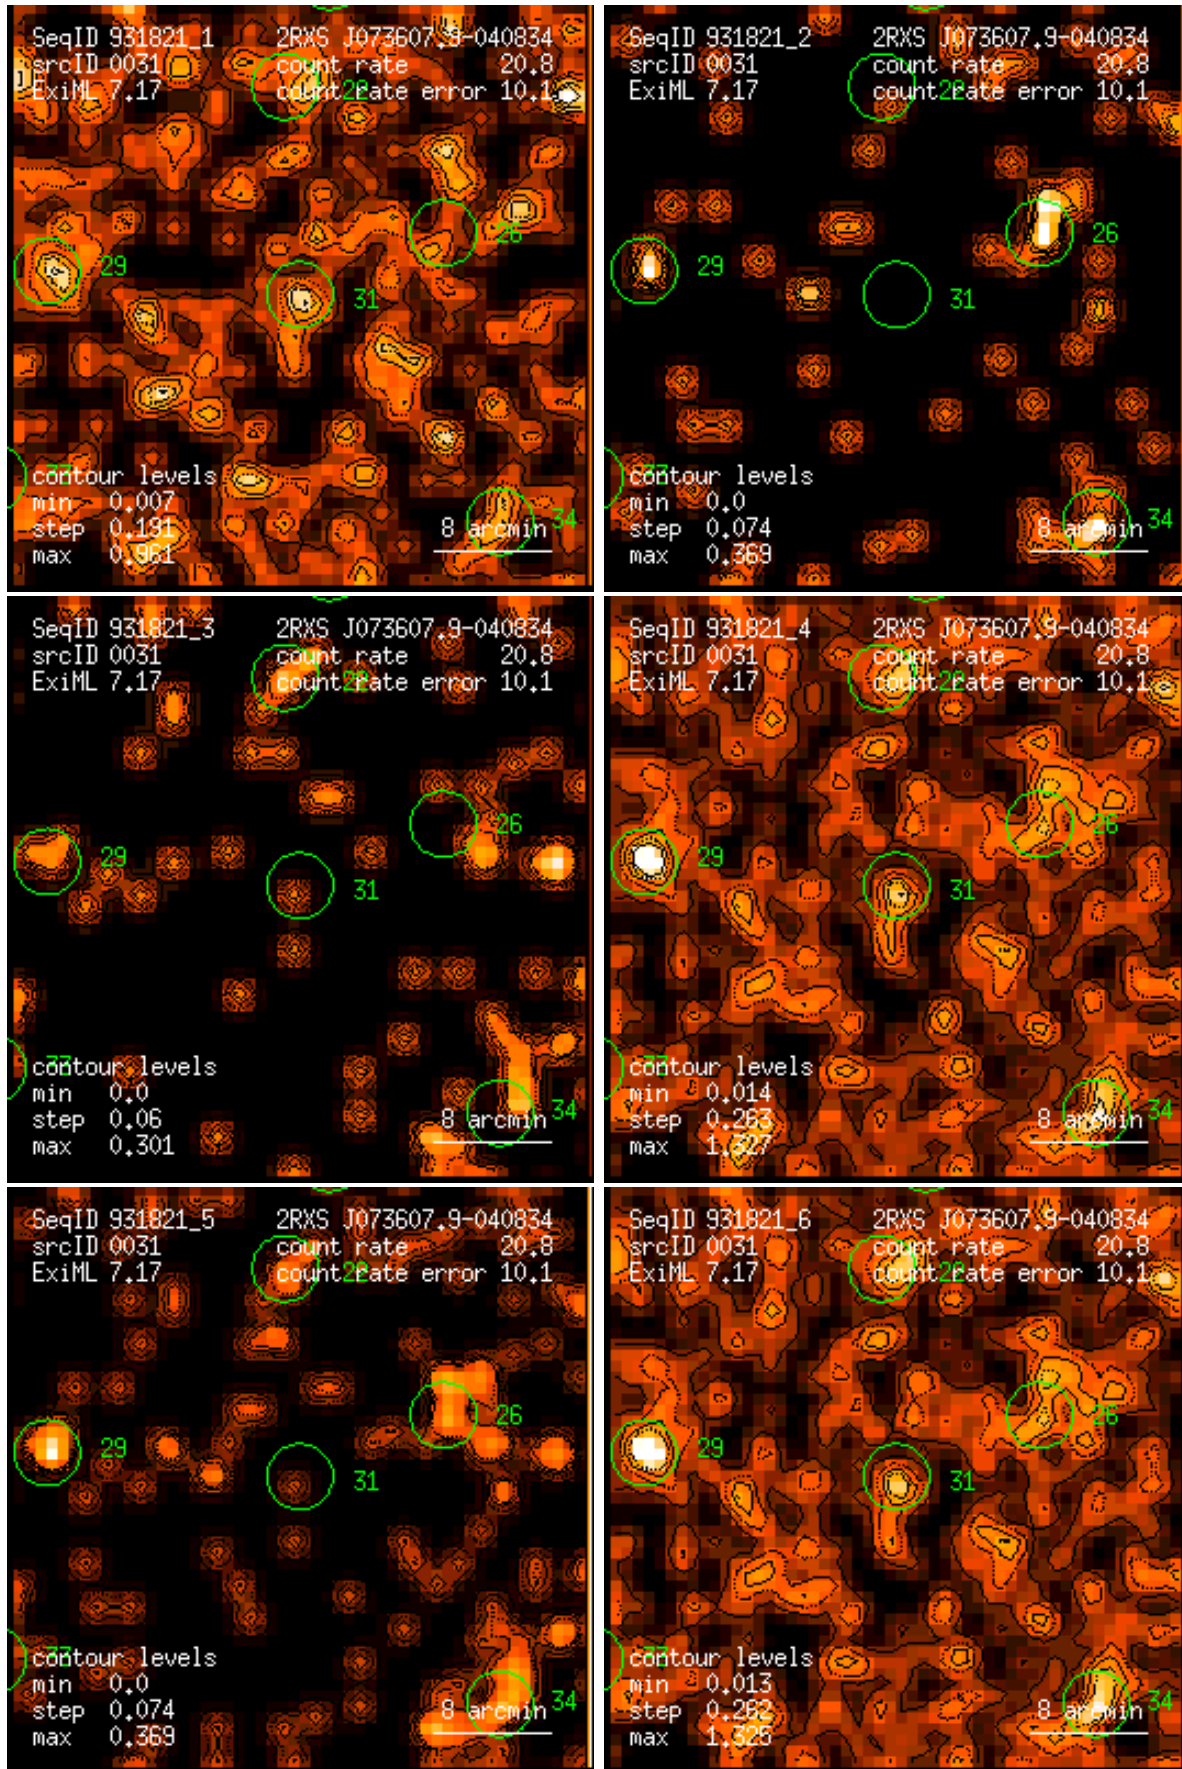 SeqID 931821_1 2RXS J073607.9-040834
srcID 0031 count rate 20.8
ExiML 7.17 count rate error 10.1
26
29
31
contour levels
min 0.007
step 0.191 8 arcmin 34
max 0.961
SeqID 931821_2 2RXS J073607.9-040834
srcID 0031 count rate 20.8
ExiML 7.17 count rate error 10.1
26
29
31
contour levels
min 0.0
step 0.074 8 arcmin 34
max 0.369
SeqID 931821_3 2RXS J073607.9-040834
srcID 0031 count rate 20.8
ExiML 7.17 count rate error 10.1
26
29
31
contour levels
min 0.0
step 0.06 8 arcmin 34
max 0.301
SeqID 931821_4 2RXS J073607.9-040834
srcID 0031 count rate 20.8
ExiML 7.17 count rate error 10.1
26
29
31
contour levels
min 0.014
step 0.263 8 arcmin 34
max 1.327
SeqID 931821_5 2RXS J073607.9-040834
srcID 0031 count rate 20.8
ExiML 7.17 count rate error 10.1
26
29
31
contour levels
min 0.0
step 0.074 8 arcmin 34
max 0.369
SeqID 931821_6 2RXS J073607.9-040834
srcID 0031 count rate 20.8
ExiML 7.17 count rate error 10.1
26
29
31
contour levels
min 0.013
step 0.262 8 arcmin 34
max 1.325